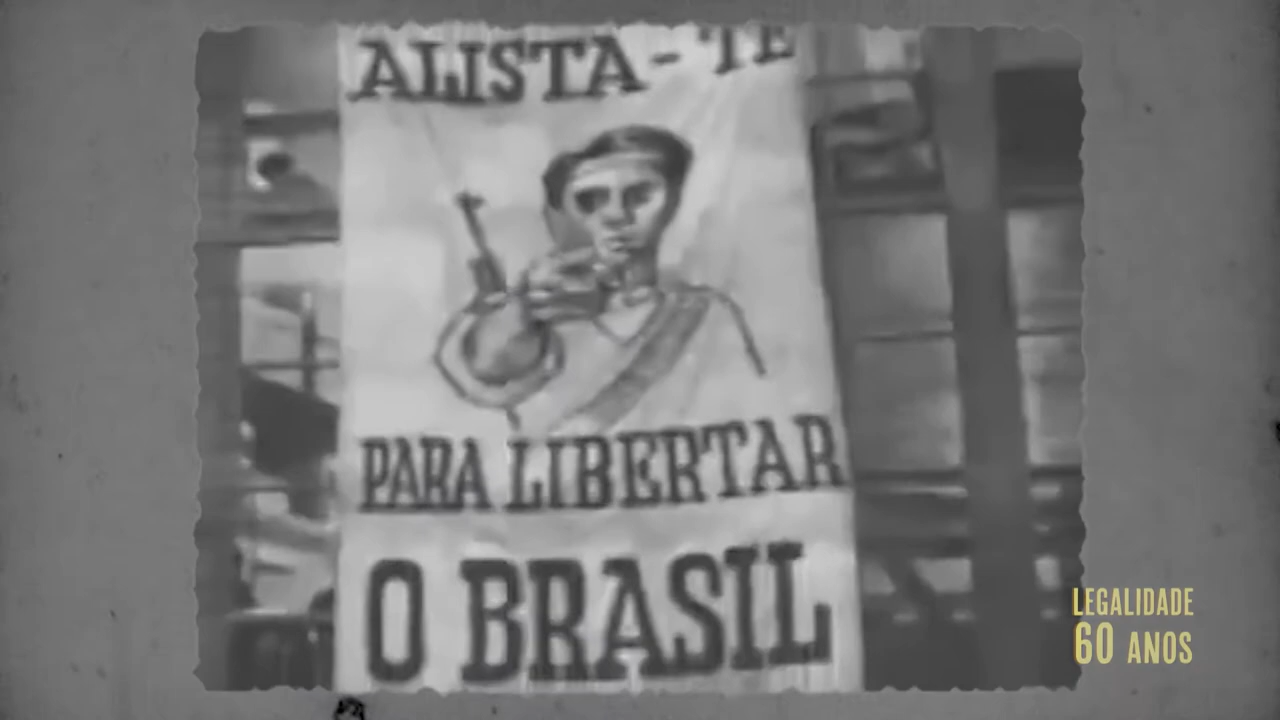 ALISTA-TE
PARA LIBERTAR
O BRASIL
LEGALIDADE
60 ANOS